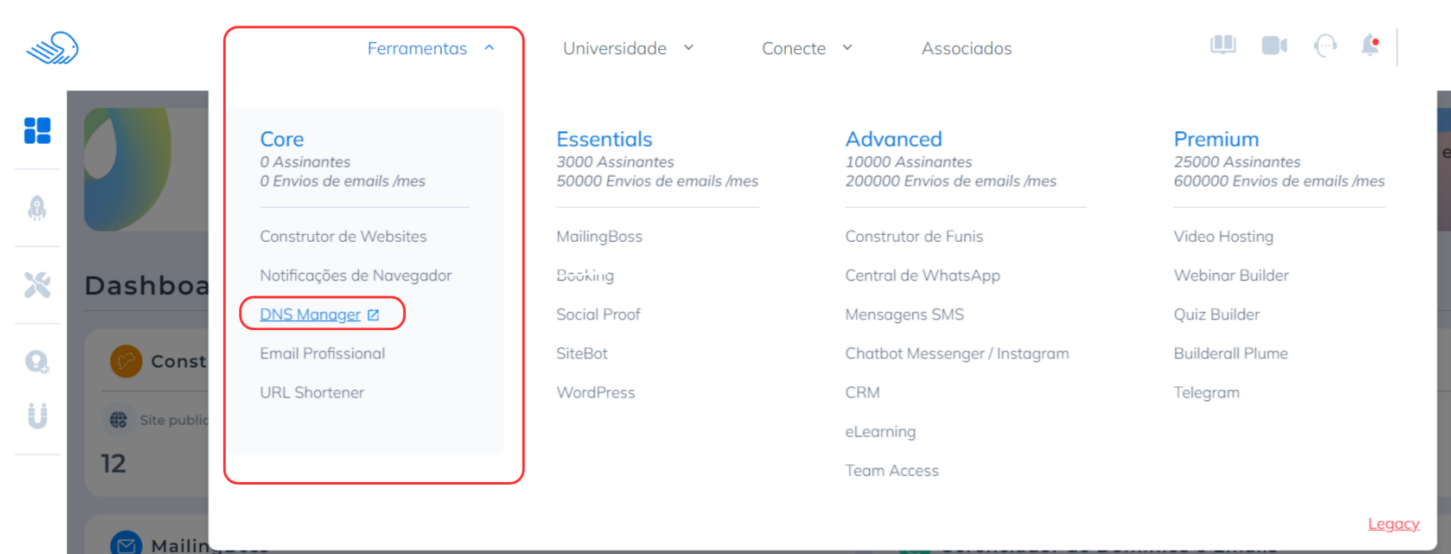 Ferramentas
Universidade
Conecte
Associados
Core
0 Assinantes
0 Envios de emails /mes
Construtor de Websites
Notificações de Navegador
DNS Manager
Email Profissional
URL Shortener
Essentials
3000 Assinantes
50000 Envios de emails /mes
MailingBoss
Booking
Social Proof
SiteBot
WordPress
Advanced
10000 Assinantes
200000 Envios de emails /mes
Construtor de Funis
Central de WhatsApp
Mensagens SMS
Chatbot Messenger / Instagram
CRM
eLearning
Team Access
Premium
25000 Assinantes
600000 Envios de emails /mes
Video Hosting
Webinar Builder
Quiz Builder
Builderall Plume
Telegram
Legacy
Dashboa
Const
Site public
12